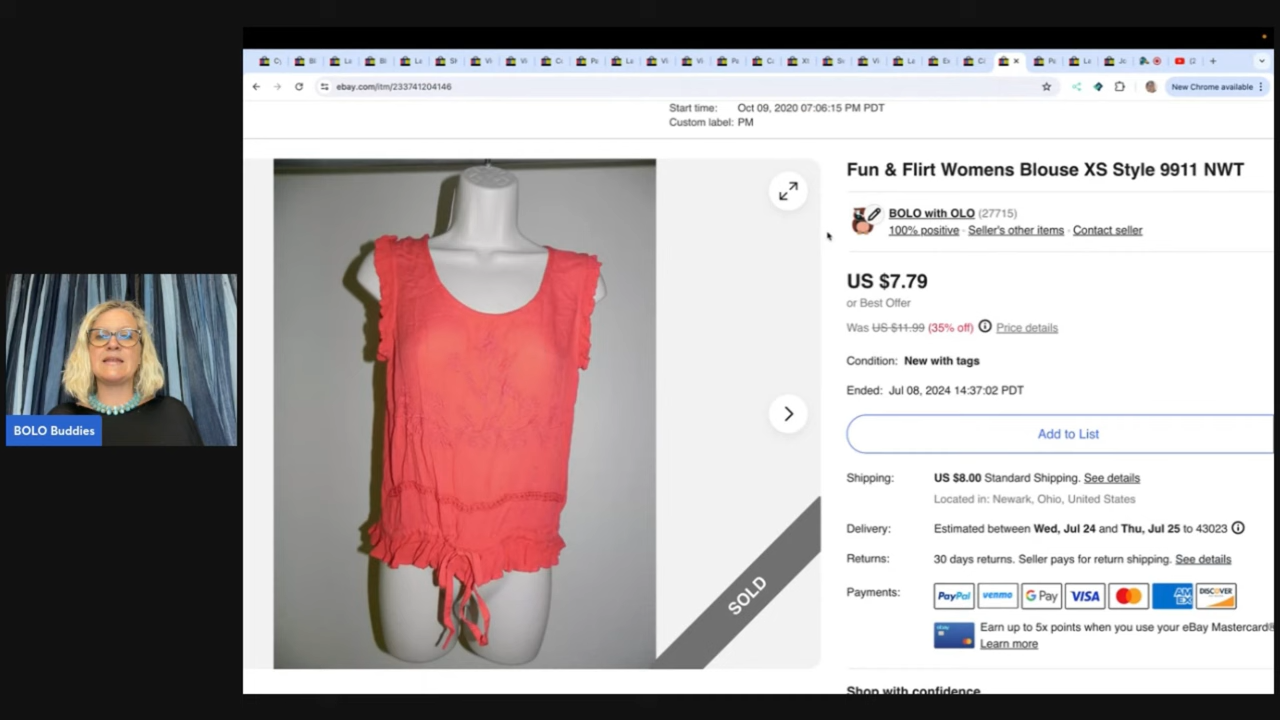 ebay.com/itm/233741204146
New Chrome available
Start time: Oct 09, 2020 07:06:15 PM PDT
Custom label: PM
Fun & Flirt Womens Blouse XS Style 9911 NWT
BOLO with OLO (27715)
100% positive · Seller's other items · Contact seller
US $7.79
or Best Offer
Was US $11.99 (35% off) Price details
Condition: New with tags
Ended: Jul 08, 2024 14:37:02 PDT
Add to List
Shipping: US $8.00 Standard Shipping. See details
Located in: Newark, Ohio, United States
Delivery: Estimated between Wed, Jul 24 and Thu, Jul 25 to 43023
Returns: 30 days returns. Seller pays for return shipping. See details
Payments: PayPal venmo G Pay VISA AM EX DISCOVER
Earn up to 5x points when you use your eBay Mastercard®
Learn more
Shop with confidence
SOLD
BOLO Buddies